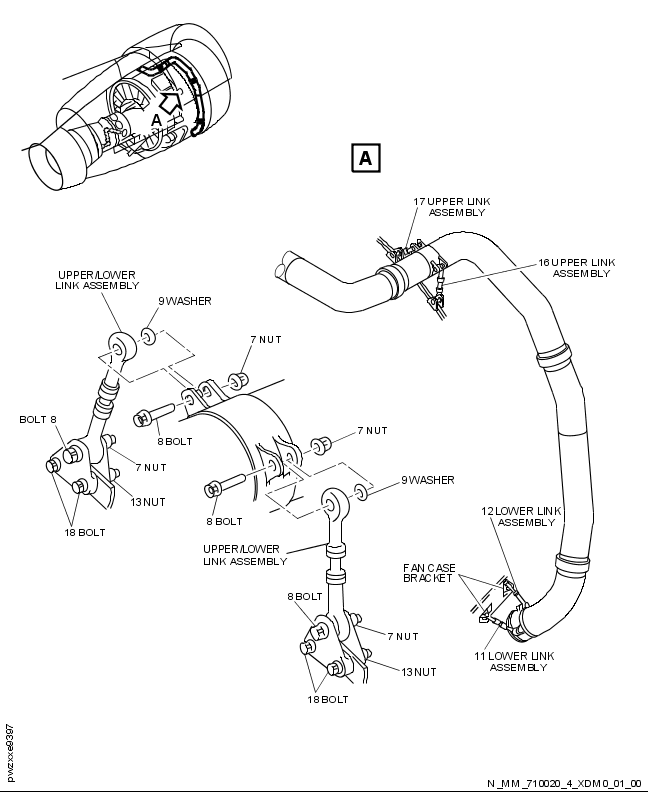 A
A
17 UPPER LINK
ASSEMBLY
16 UPPER LINK
ASSEMBLY
UPPER/LOWER
LINK ASSEMBLY
9 WASHER
7 NUT
BOLT 8
8 BOLT
7 NUT
7 NUT
13 NUT
18 BOLT
9 WASHER
8 BOLT
UPPER/LOWER
LINK ASSEMBLY
12 LOWER LINK
ASSEMBLY
FAN CASE
BRACKET
8 BOLT
7 NUT
11 LOWER LINK
ASSEMBLY
13 NUT
18 BOLT
pwzxxe9397
N_MM_710020_4_XDM0_01_00